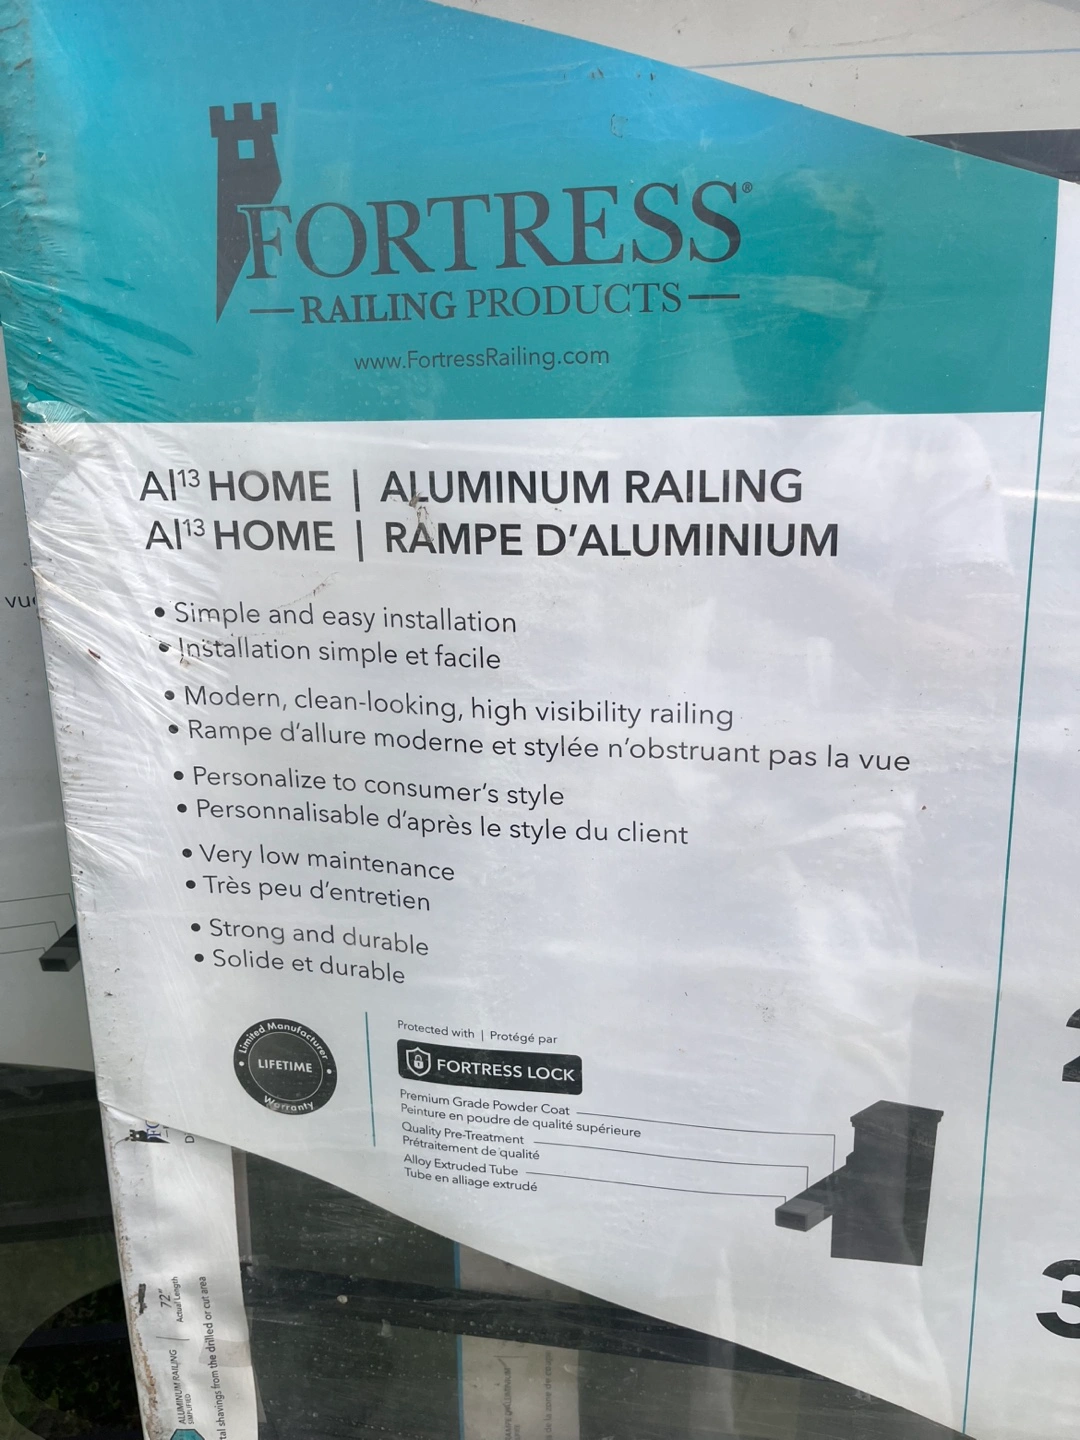 FORTRESS®
RAILING PRODUCTS
www.FortressRailing.com
Al13 HOME | ALUMINUM RAILING
Al13 HOME | RAMPE D'ALUMINIUM
• Simple and easy installation
• Installation simple et facile
• Modern, clean-looking, high visibility railing
• Rampe d'allure moderne et stylée n'obstruant pas la vue
• Personalize to consumer's style
• Personnalisable d'après le style du client
• Very low maintenance
• Très peu d'entretien
• Strong and durable
• Solide et durable
Limited Manufacturer
LIFETIME
Warranty
Protected with | Protégé par
FORTRESS LOCK
Premium Grade Powder Coat
Peinture en poudre de qualité supérieure
Quality Pre-Treatment
Prétraitement de qualité
Alloy Extruded Tube
Tube en alliage extrudé
3
72"
Actual Length
ALUMINUM RAILING
SIMPLIFIED
shavings from the drilled or cut area